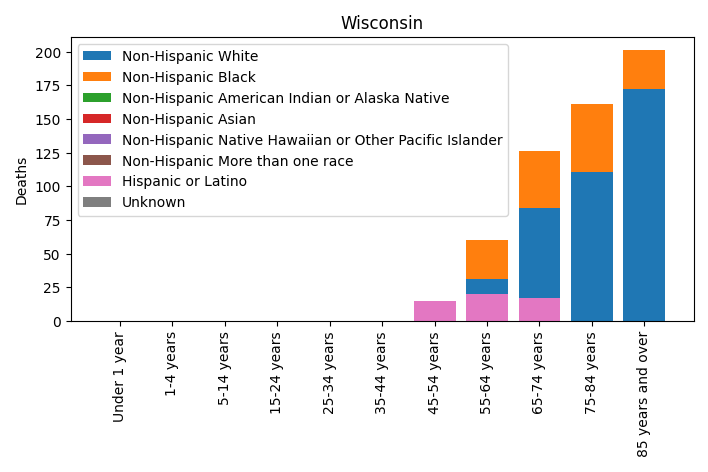 Wisconsin
Deaths
200
175
150
125
100
75
50
25
0
Non-Hispanic White
Non-Hispanic Black
Non-Hispanic American Indian or Alaska Native
Non-Hispanic Asian
Non-Hispanic Native Hawaiian or Other Pacific Islander
Non-Hispanic More than one race
Hispanic or Latino
Unknown
Under 1 year
1-4 years
5-14 years
15-24 years
25-34 years
35-44 years
45-54 years
55-64 years
65-74 years
75-84 years
85 years and over